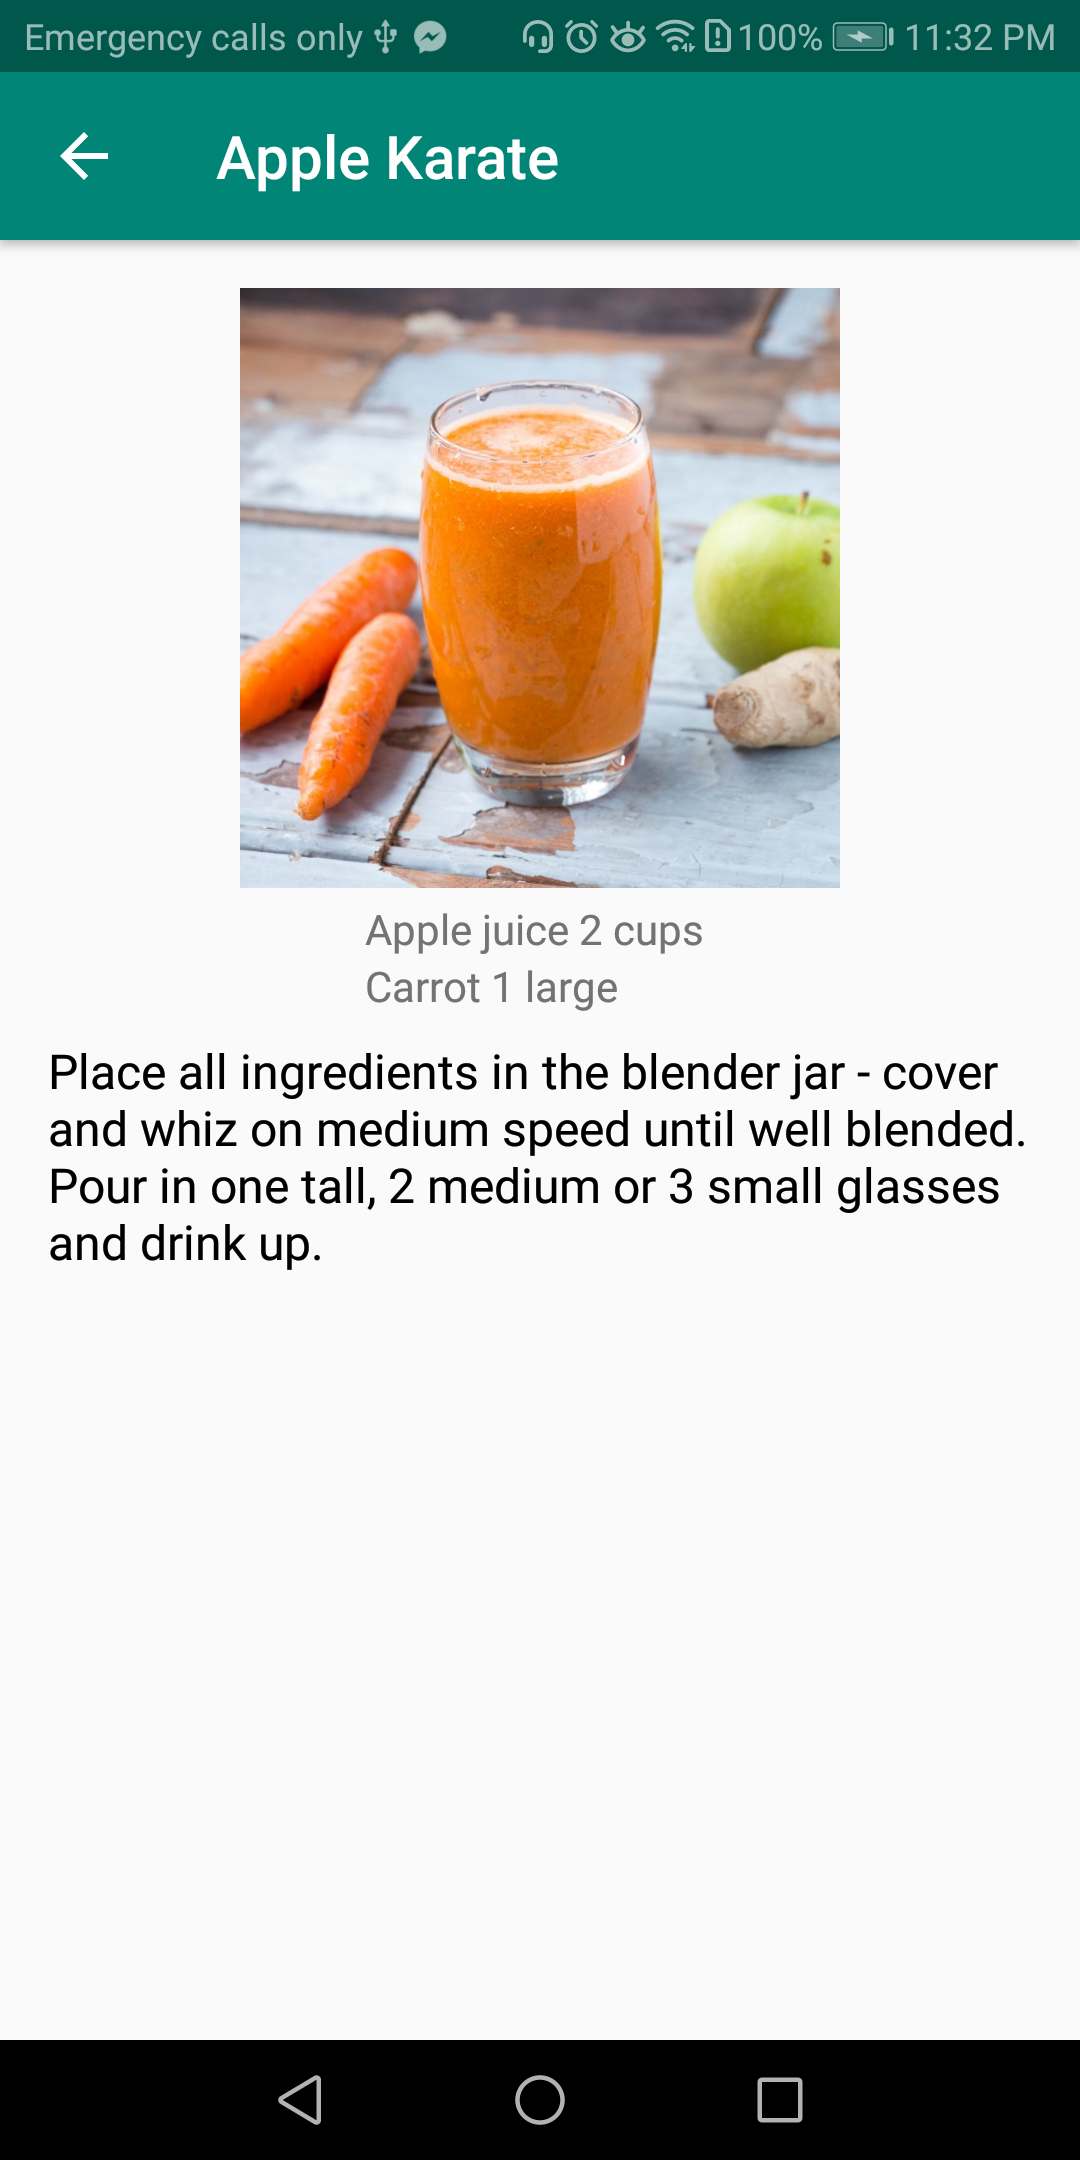 Emergency calls only 100% 11:32 PM
Apple Karate
Apple juice 2 cups
Carrot 1 large
Place all ingredients in the blender jar - cover
and whiz on medium speed until well blended.
Pour in one tall, 2 medium or 3 small glasses
and drink up.